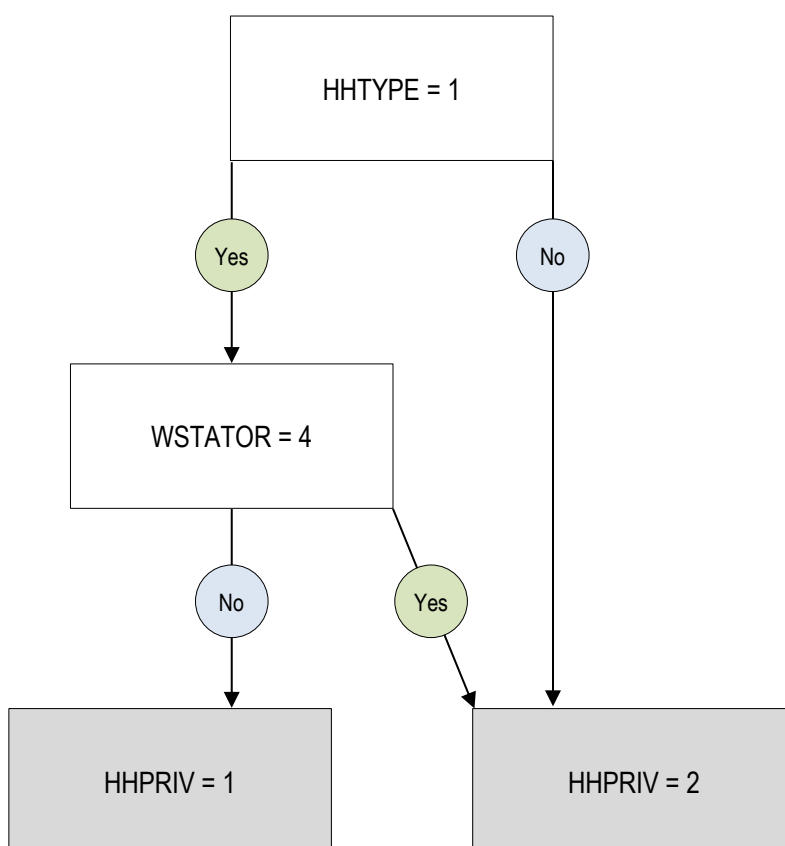 HHTYPE = 1
Yes
No
WSTATOR = 4
No
Yes
HHPRIV = 1
HHPRIV = 2